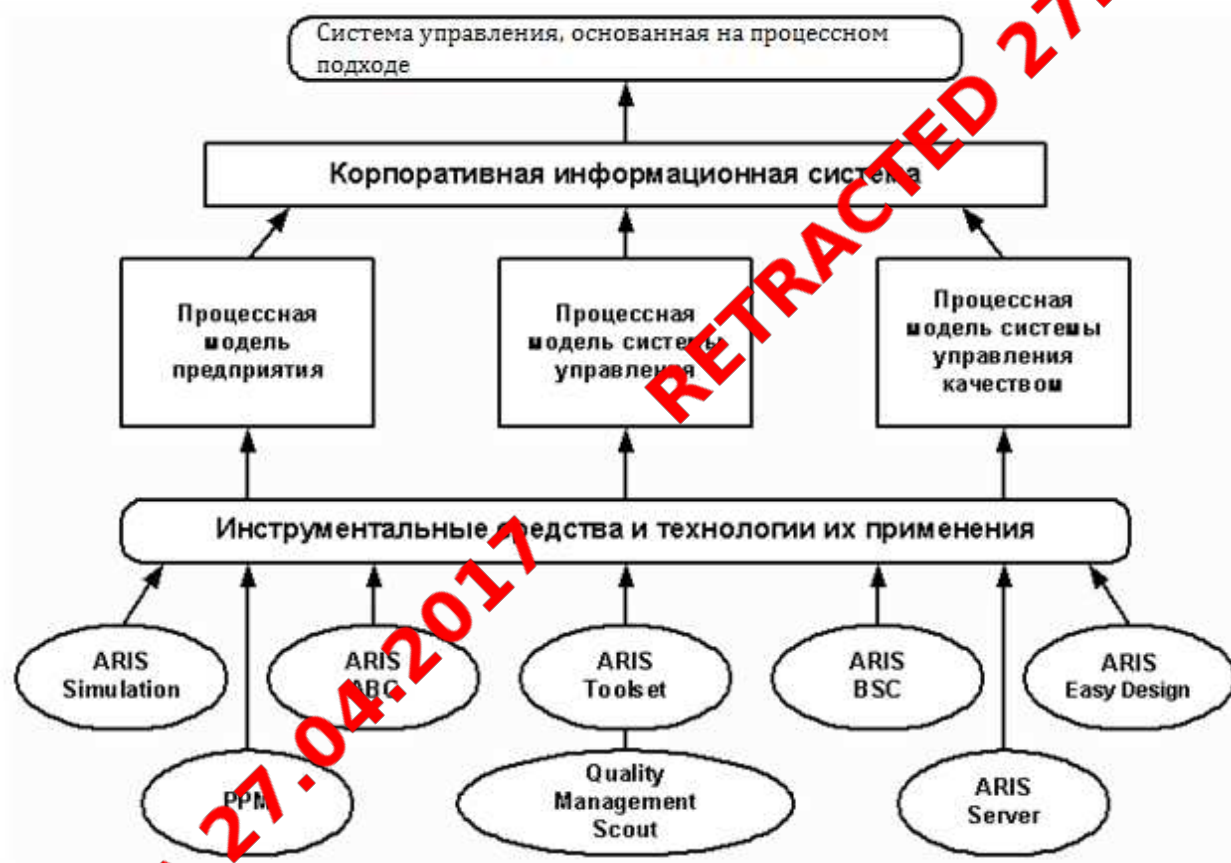 Система управления, основанная на процессном
подходе
Корпоративная информационная система
Процессная
модель
предприятия
Процессная
модель системы
управления
Процессная
модель системы
управления
качеством
Инструментальные средства и технологии их применения
ARIS
Simulation
ARIS
ABC
ARIS
Toolset
ARIS
BSC
ARIS
Easy Design
PPM
Quality
Management
Scout
ARIS
Server
RETRACTED 27.
27.04.2017